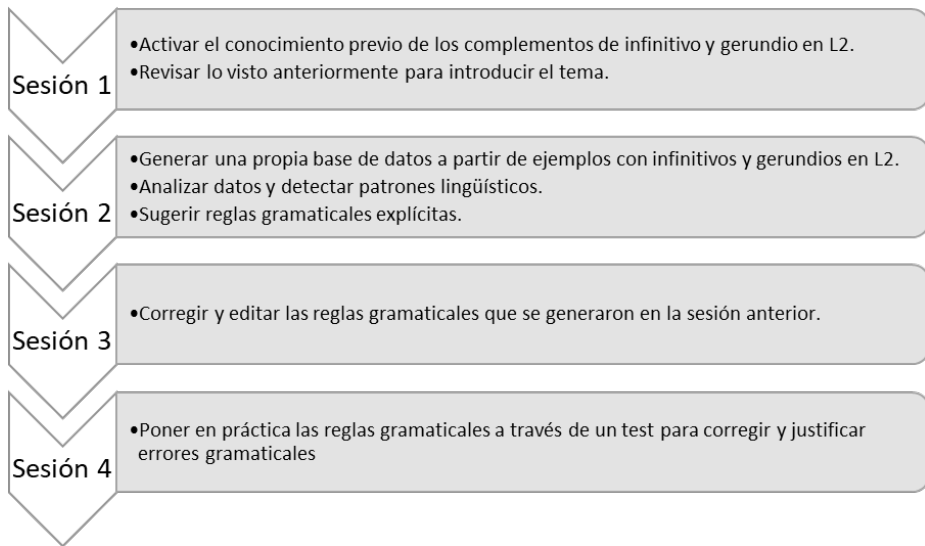 Sesión 1
•Activar el conocimiento previo de los complementos de infinitivo y gerundio en L2.
•Revisar lo visto anteriormente para introducir el tema.
Sesión 2
•Generar una propia base de datos a partir de ejemplos con infinitivos y gerundios en L2.
•Analizar datos y detectar patrones lingüísticos.
•Sugerir reglas gramaticales explícitas.
Sesión 3
•Corregir y editar las reglas gramaticales que se generaron en la sesión anterior.
Sesión 4
•Poner en práctica las reglas gramaticales a través de un test para corregir y justificar
errores gramaticales